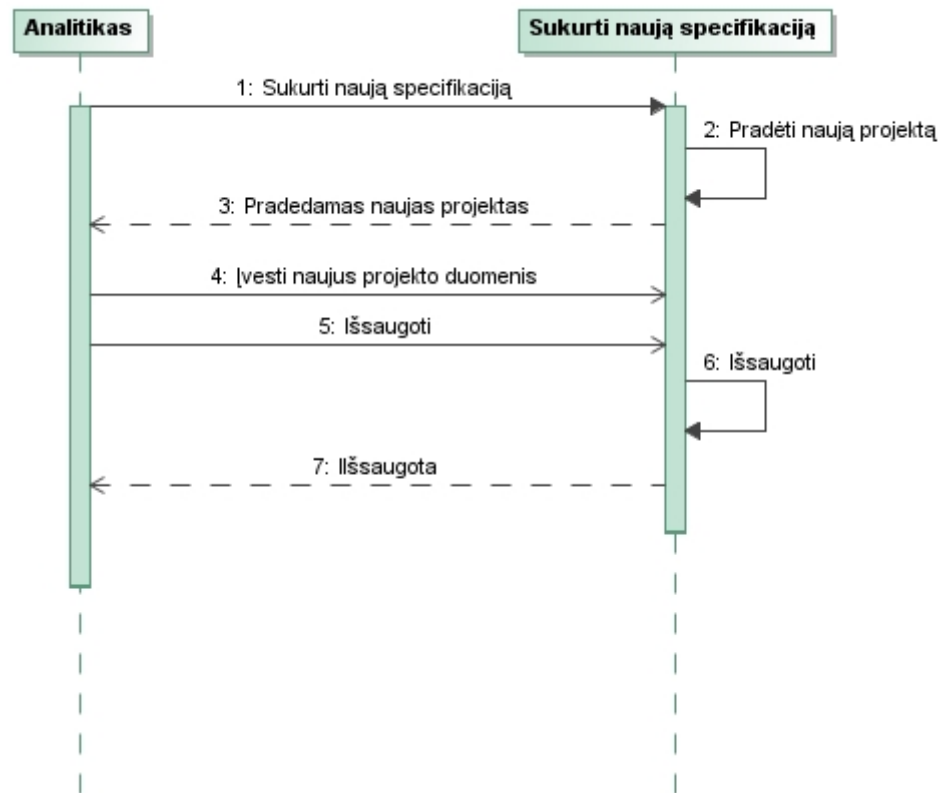 Analitikas
Sukurti naują specifikaciją
1: Sukurti naują specifikaciją
2: Pradėti naują projektą
3: Pradedamas naujas projektas
4: Įvesti naujus projekto duomenis
5: Išsaugoti
6: Išsaugoti
7: IIšsaugota